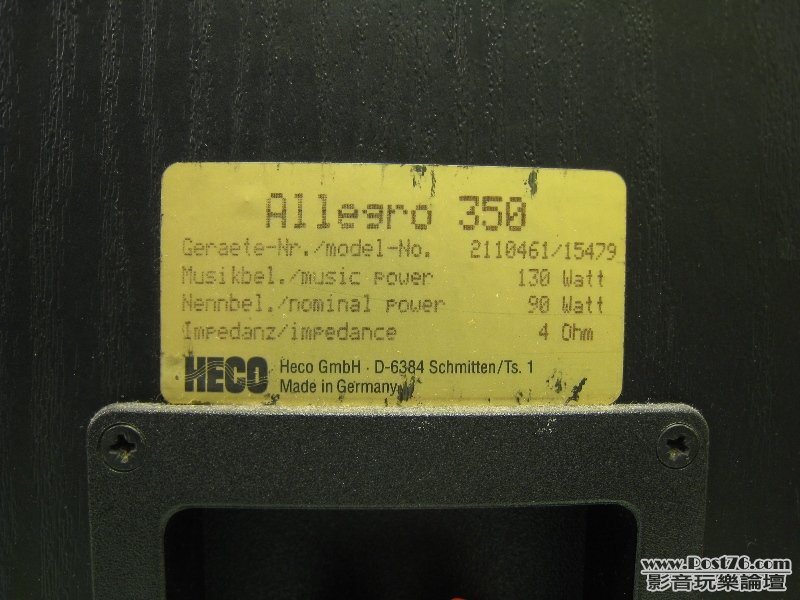 Allegro 350
Geraete-Nr./model-No. 2110461/15479
Musikbel./music power 130 Watt
Nennbel./nominal power 90 Watt
Impedanz/impedance 4 Ohm
HECO Heco GmbH · D-6384 Schmitten/Ts. 1
Made in Germany
www.Post76.com
影音玩樂論壇